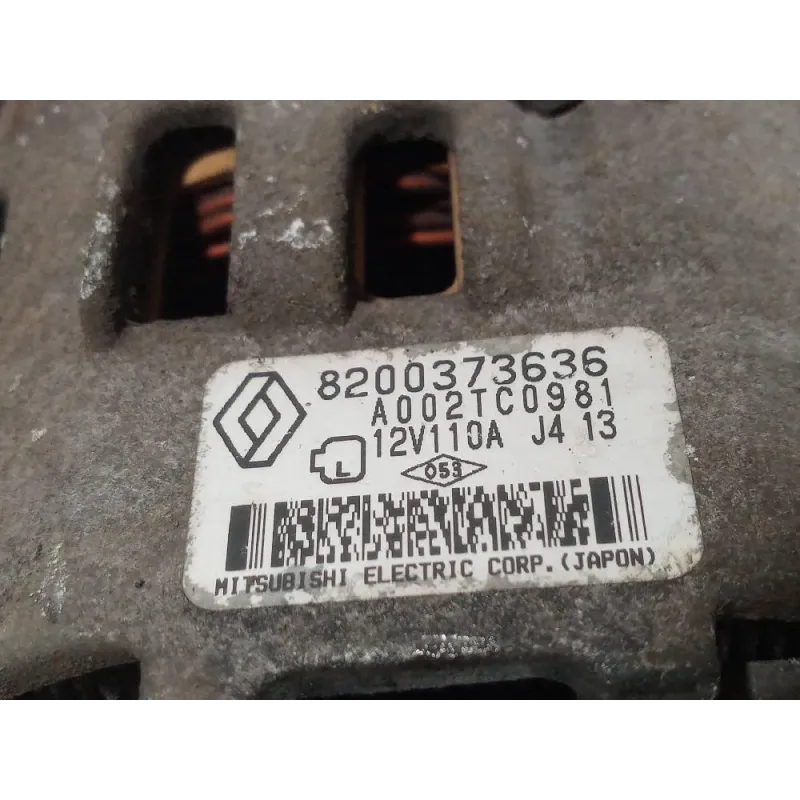 8200373636
A002TC0981
12V110A J4 13
L
053
MITSUBISHI ELECTRIC CORP.(JAPON)